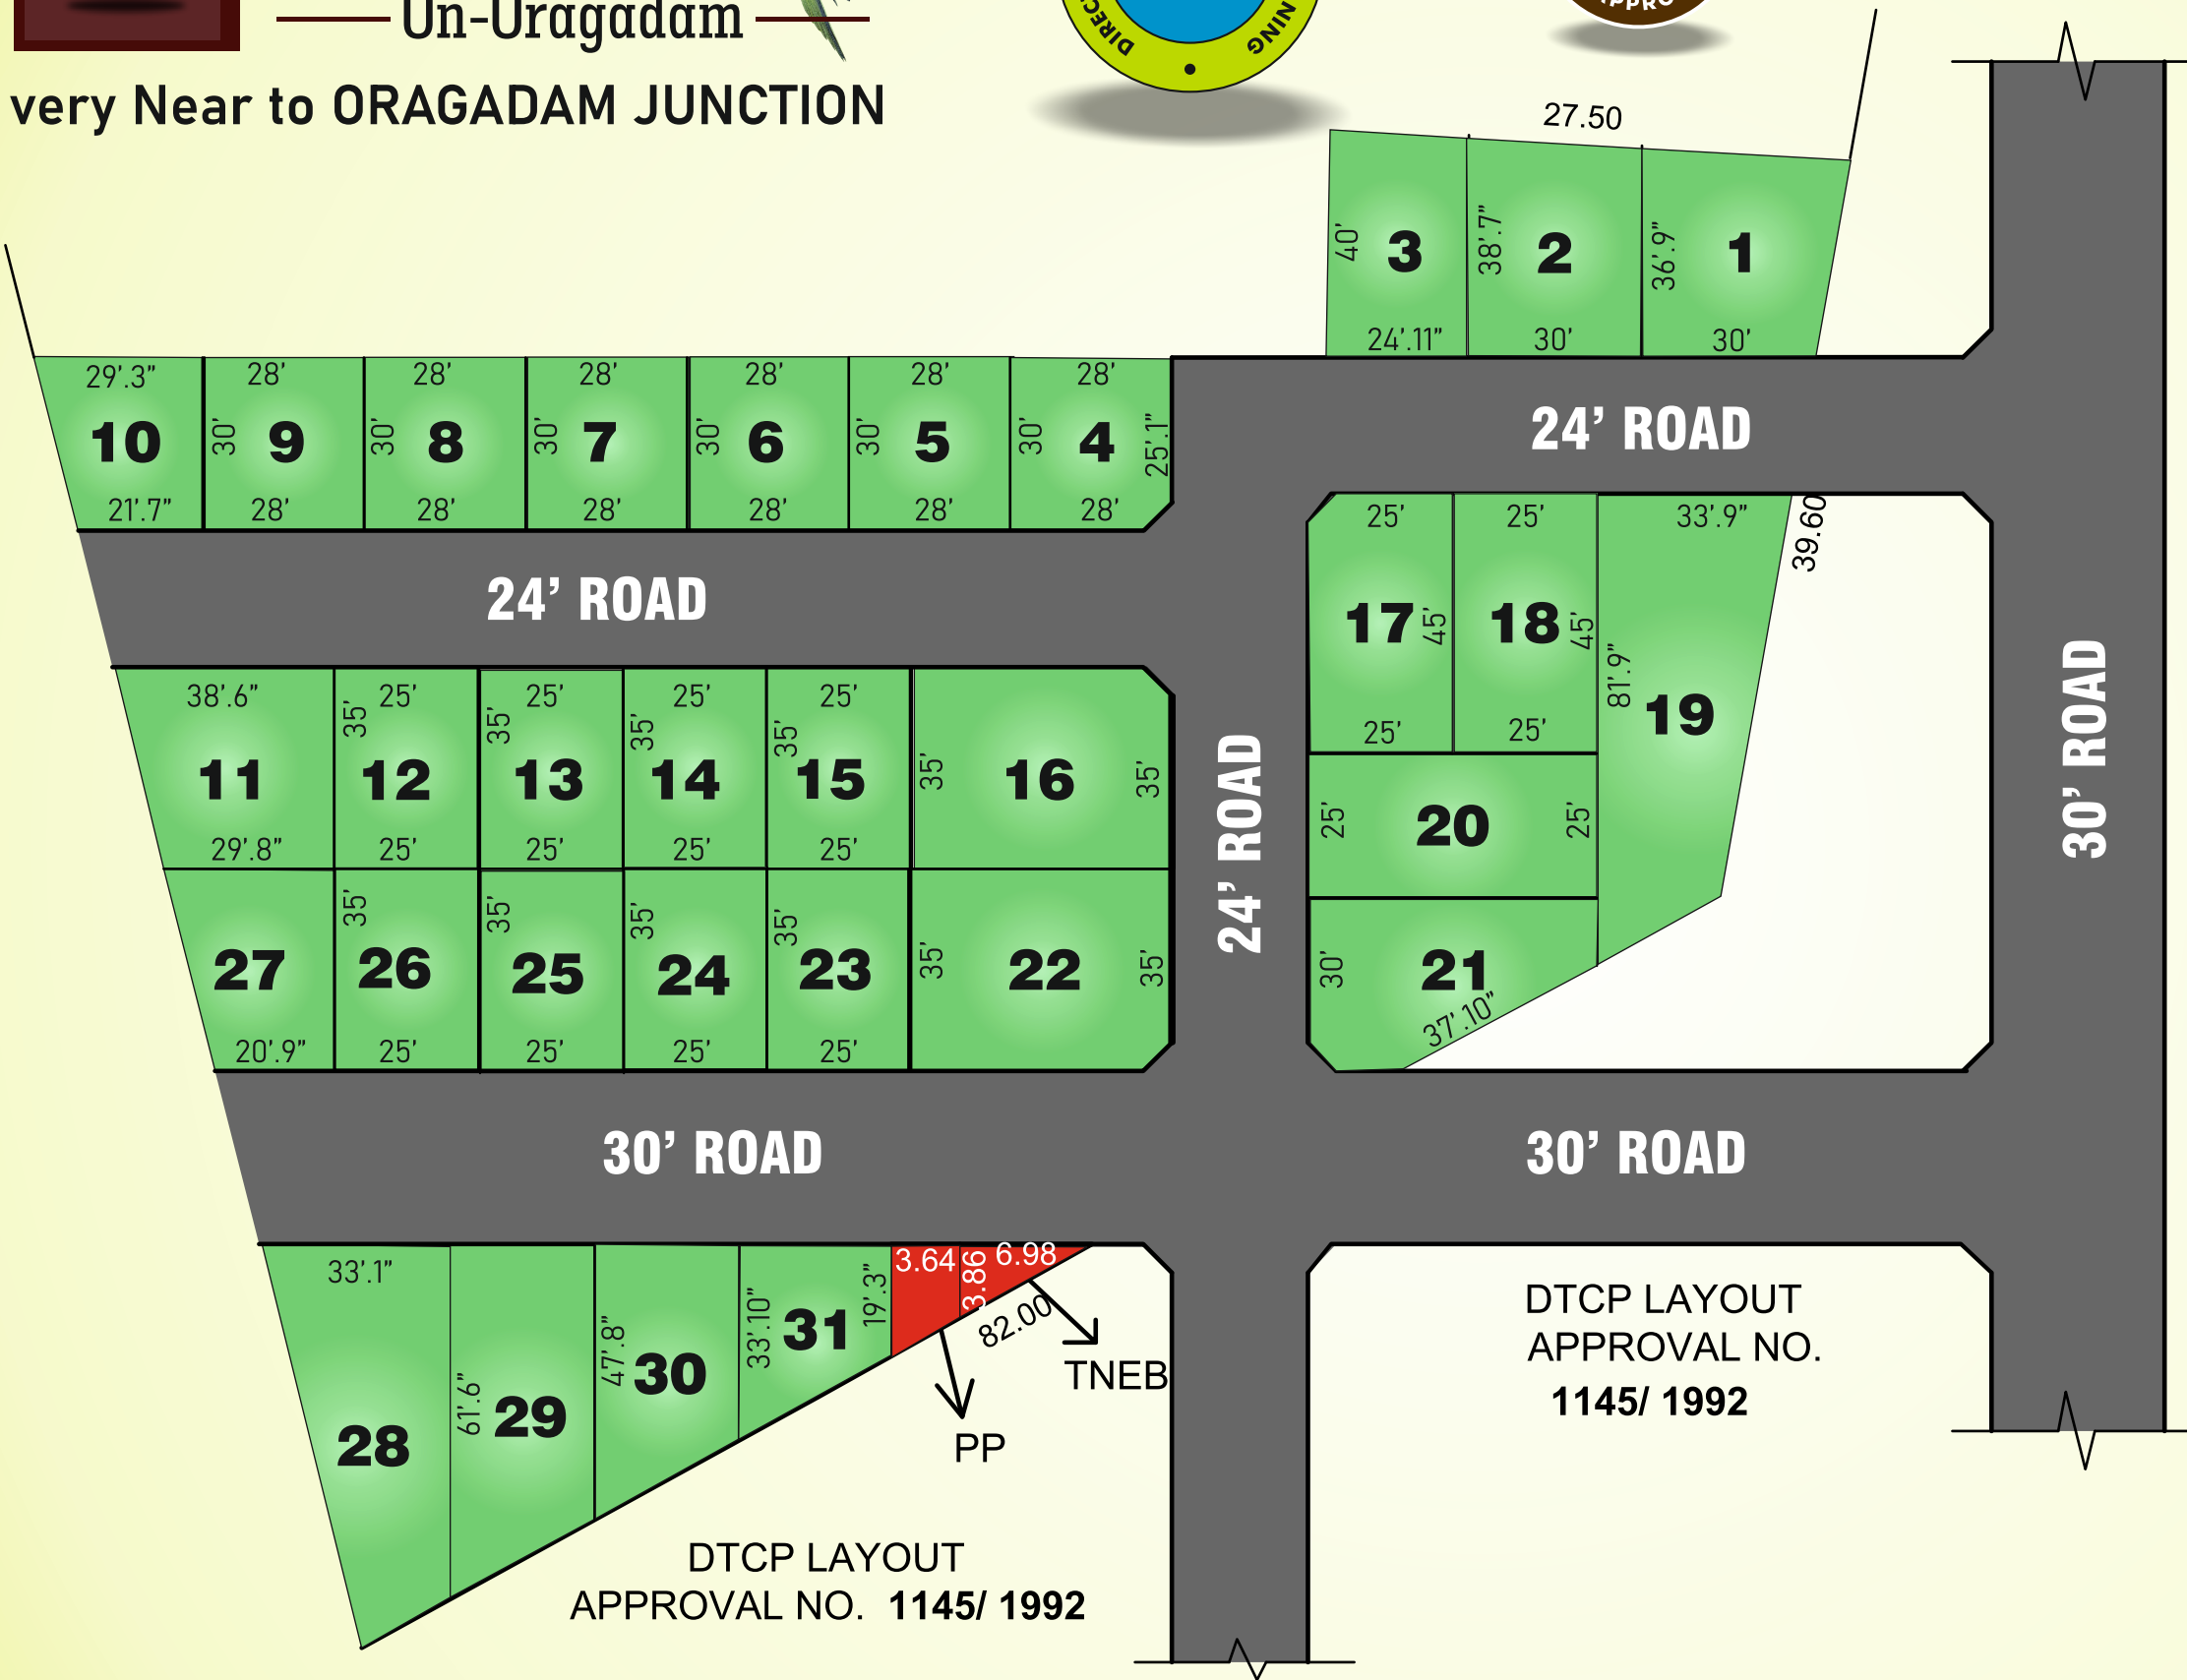 Un-Uragadam
very Near to ORAGADAM JUNCTION
DIREC
NING
27.50
40' 3 38'.7” 2 36'.9” 1
24'.11” 30' 30'
29'.3” 28' 28' 28' 28' 28' 28'
10 30' 9 30' 8 30' 7 30' 6 30' 5 30' 4 25'.1”
21'.7” 28' 28' 28' 28' 28' 28'
24’ ROAD
24’ ROAD
25' 25' 33'.9” 39.60
17 45' 18 45' 81'.9” 19
25' 25'
38'.6” 25' 25' 25' 25'
35' 35' 35' 35'
11 12 13 14 15 35' 16 35'
29'.8” 25' 25' 25' 25'
24’ ROAD
25' 20 25'
30’ ROAD
35' 35' 35' 35'
27 26 25 24 23 35' 22 35'
20'.9” 25' 25' 25' 25'
30' 21
37'.10”
30’ ROAD
30’ ROAD
33'.1” 3.64 3.86 6.98
28 61'.6” 29 47'.8” 30 33'.10” 31 19'.3”
82.00
TNEB
PP
DTCP LAYOUT
APPROVAL NO.
1145/ 1992
DTCP LAYOUT
APPROVAL NO. 1145/ 1992